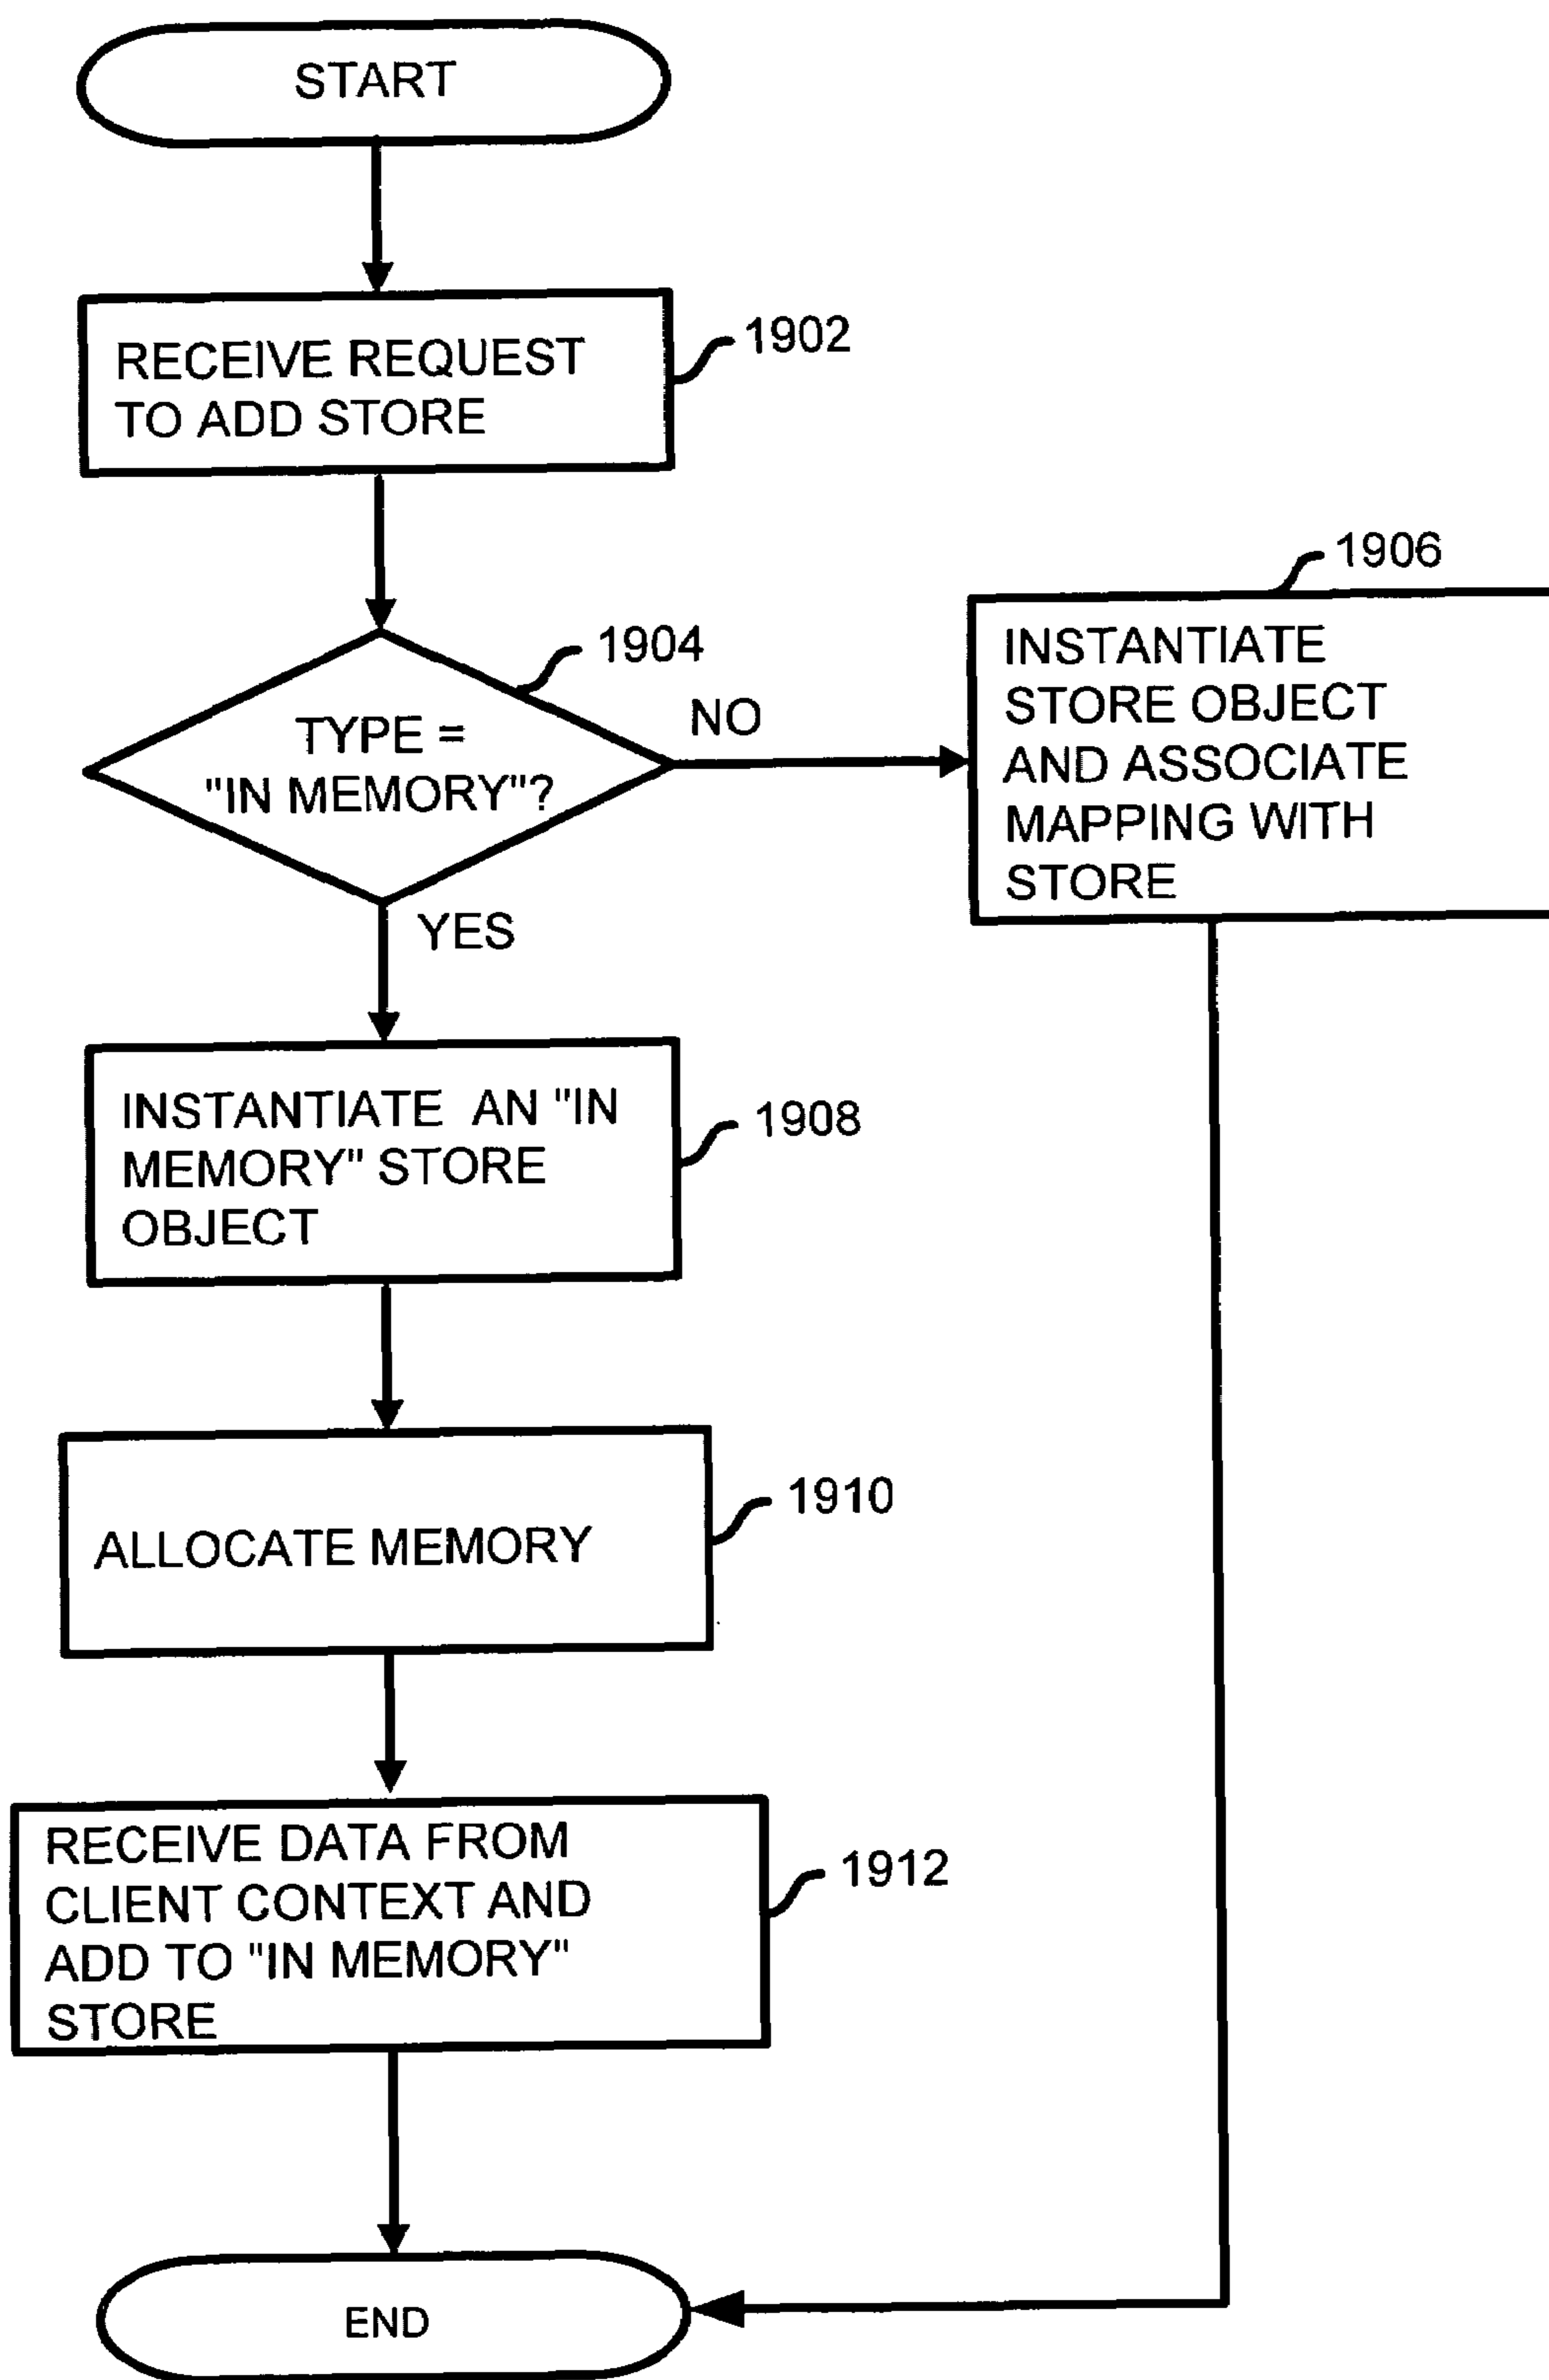 START
RECEIVE REQUEST
TO ADD STORE
1902
1904
TYPE =
"IN MEMORY"?
NO
YES
1906
INSTANTIATE
STORE OBJECT
AND ASSOCIATE
MAPPING WITH
STORE
INSTANTIATE AN "IN
MEMORY" STORE
OBJECT
1908
ALLOCATE MEMORY
1910
RECEIVE DATA FROM
CLIENT CONTEXT AND
ADD TO "IN MEMORY"
STORE
1912
END